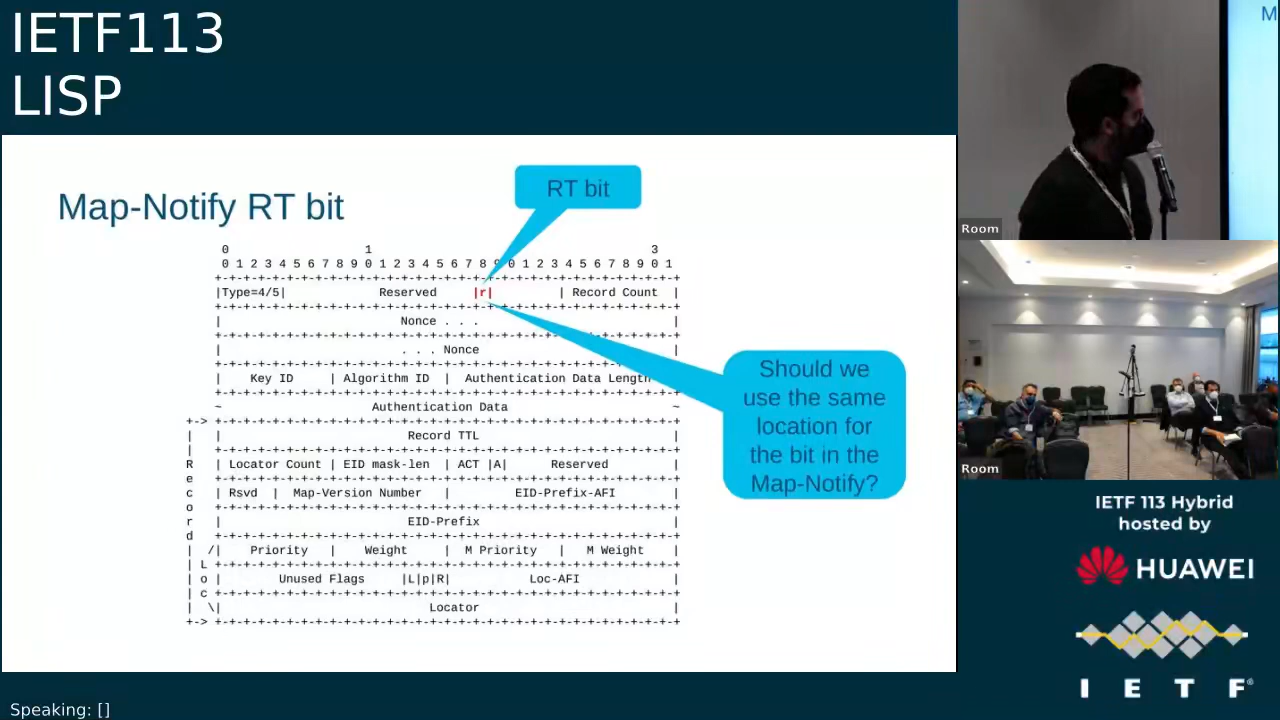 IETF113
LISP
Map-Notify RT bit
RT bit
0 1 3
0 1 2 3 4 5 6 7 8 9 0 1 2 3 4 5 6 7 8 9 0 1 2 3 4 5 6 7 8 9 0 1
+-+-+-+-+-+-+-+-+-+-+-+-+-+-+-+-+-+-+-+-+-+-+-+-+-+-+-+-+-+-+-+-+
|Type=4/5| Reserved |r| | Record Count |
+-+-+-+-+-+-+-+-+-+-+-+-+-+-+-+-+-+-+-+-+-+-+-+-+-+-+-+-+-+-+-+-+
| Nonce . . . |
+-+-+-+-+-+-+-+-+-+-+-+-+-+-+-+-+-+-+-+-+-+-+-+-+-+-+-+-+-+-+-+-+
| . . . Nonce |
+-+-+-+-+-+-+-+-+-+-+-+-+-+-+-+-+-+-+-+-+-+-+-+-+-+-+-+-+-+-+-+-+
| Key ID | Algorithm ID | Authentication Data Length
+-+-+-+-+-+-+-+-+-+-+-+-+-+-+-+-+-+-+-+-+-+-+-+-+-+-+-+-+-+-+-+-+
~ Authentication Data ~
+-> +-+-+-+-+-+-+-+-+-+-+-+-+-+-+-+-+-+-+-+-+-+-+-+-+-+-+-+-+-+-+-+-+
| | Record TTL |
| +-+-+-+-+-+-+-+-+-+-+-+-+-+-+-+-+-+-+-+-+-+-+-+-+-+-+-+-+-+-+-+-+
R | Locator Count | EID mask-len | ACT |A| Reserved |
e +-+-+-+-+-+-+-+-+-+-+-+-+-+-+-+-+-+-+-+-+-+-+-+-+-+-+-+-+-+-+-+-+
c | Rsvd | Map-Version Number | EID-Prefix-AFI |
o +-+-+-+-+-+-+-+-+-+-+-+-+-+-+-+-+-+-+-+-+-+-+-+-+-+-+-+-+-+-+-+-+
r | EID-Prefix |
d +-+-+-+-+-+-+-+-+-+-+-+-+-+-+-+-+-+-+-+-+-+-+-+-+-+-+-+-+-+-+-+-+
| /| Priority | Weight | M Priority | M Weight |
| L +-+-+-+-+-+-+-+-+-+-+-+-+-+-+-+-+-+-+-+-+-+-+-+-+-+-+-+-+-+-+-+-+
| o | Unused Flags |L|p|R| Loc-AFI |
| c +-+-+-+-+-+-+-+-+-+-+-+-+-+-+-+-+-+-+-+-+-+-+-+-+-+-+-+-+-+-+-+-+
| \| Locator |
+-> +-+-+-+-+-+-+-+-+-+-+-+-+-+-+-+-+-+-+-+-+-+-+-+-+-+-+-+-+-+-+-+-+
Should we
use the same
location for
the bit in the
Map-Notify?
M
Room
Room
IETF 113 Hybrid
hosted by
HUAWEI
I E T F®
Speaking: []